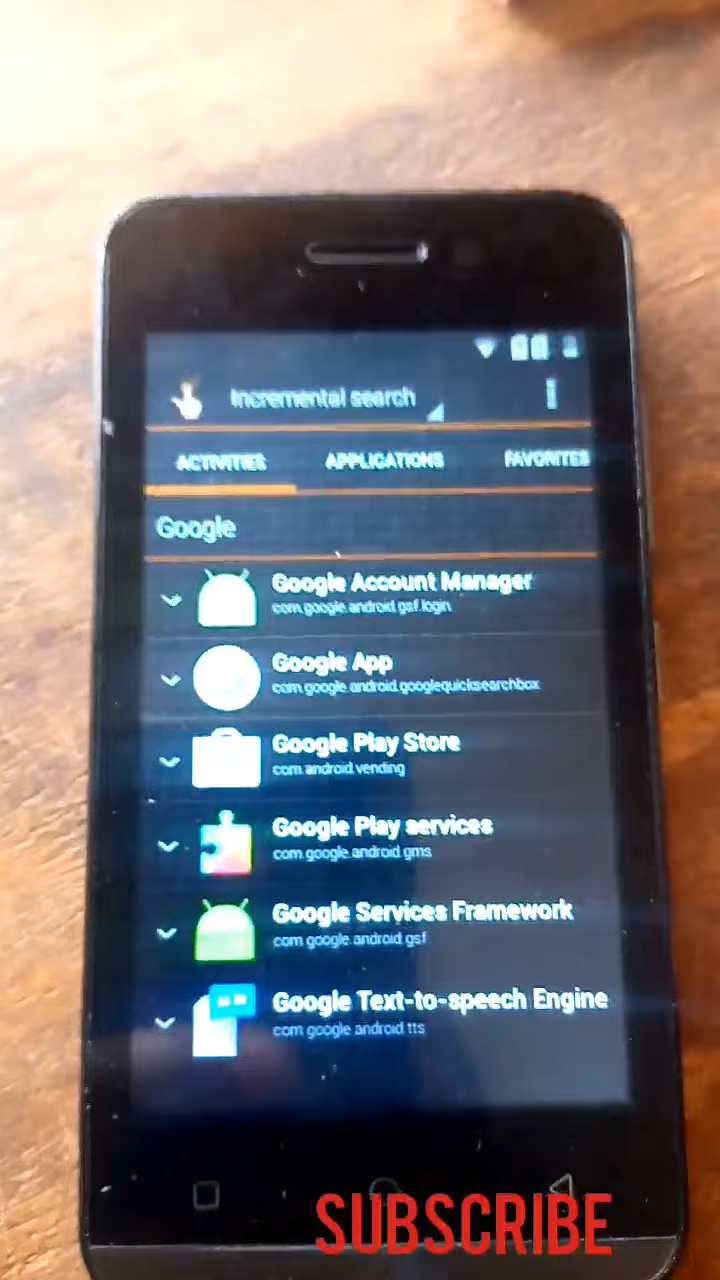 Incremental search
ACTIVITIES
APPLICATIONS
FAVORITES
Google
Google Account Manager
com.google.android.gsf.login
Google App
com.google.android.googlequicksearchbox
Google Play Store
com.android.vending
Google Play services
com.google.android.gms
Google Services Framework
com.google.android.gsf
Google Text-to-speech Engine
com.google.android.tts
SUBSCRIBE